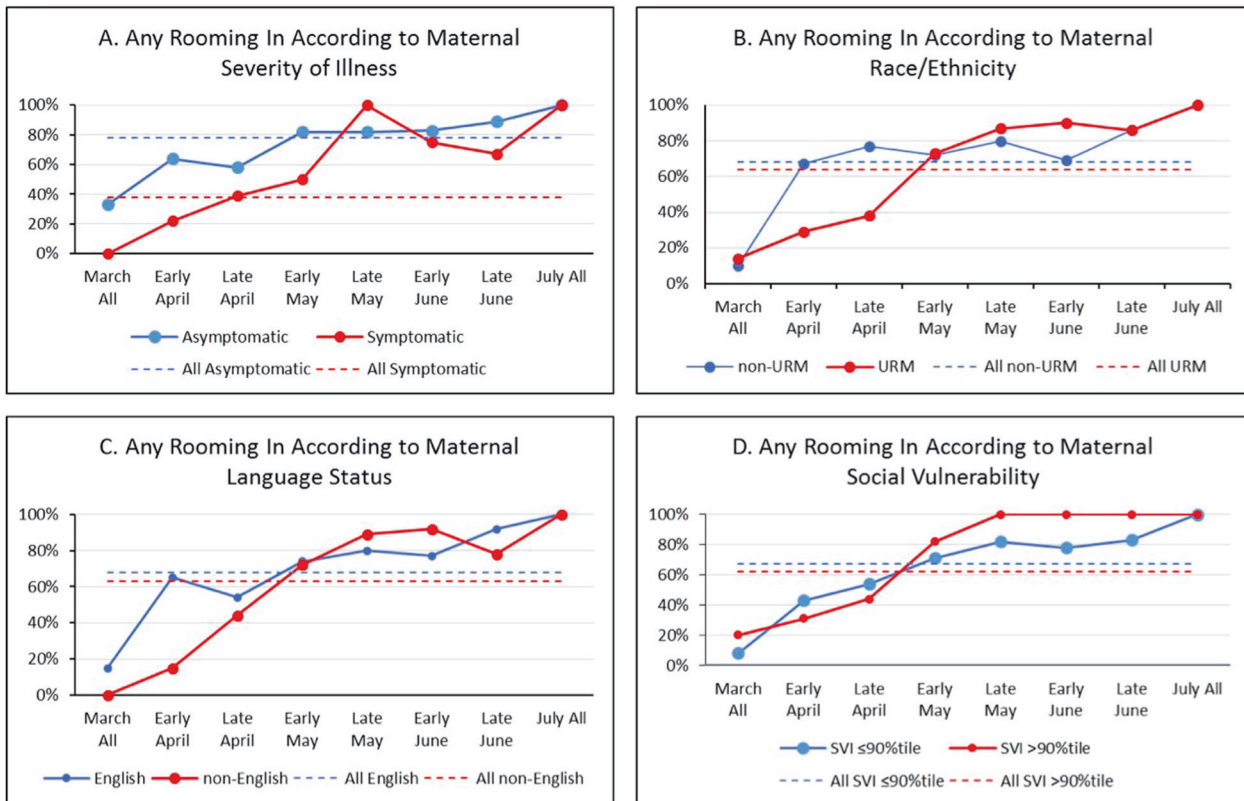 A. Any Rooming In According to Maternal
Severity of Illness
100%
80%
60%
40%
20%
0%
March
All
Early
April
Late
April
Early
May
Late
May
Early
June
Late
June
July All
Asymptomatic
Symptomatic
All Asymptomatic
All Symptomatic
B. Any Rooming In According to Maternal
Race/Ethnicity
100%
80%
60%
40%
20%
0%
March
All
Early
April
Late
April
Early
May
Late
May
Early
June
Late
June
July All
non-URM
URM
All non-URM
All URM
C. Any Rooming In According to Maternal
Language Status
100%
80%
60%
40%
20%
0%
March
All
Early
April
Late
April
Early
May
Late
May
Early
June
Late
June
July All
English
non-English
All English
All non-English
D. Any Rooming In According to Maternal
Social Vulnerability
100%
80%
60%
40%
20%
0%
March
All
Early
April
Late
April
Early
May
Late
May
Early
June
Late
June
July All
SVI ≤90%tile
SVI >90%tile
All SVI ≤90%tile
All SVI >90%tile